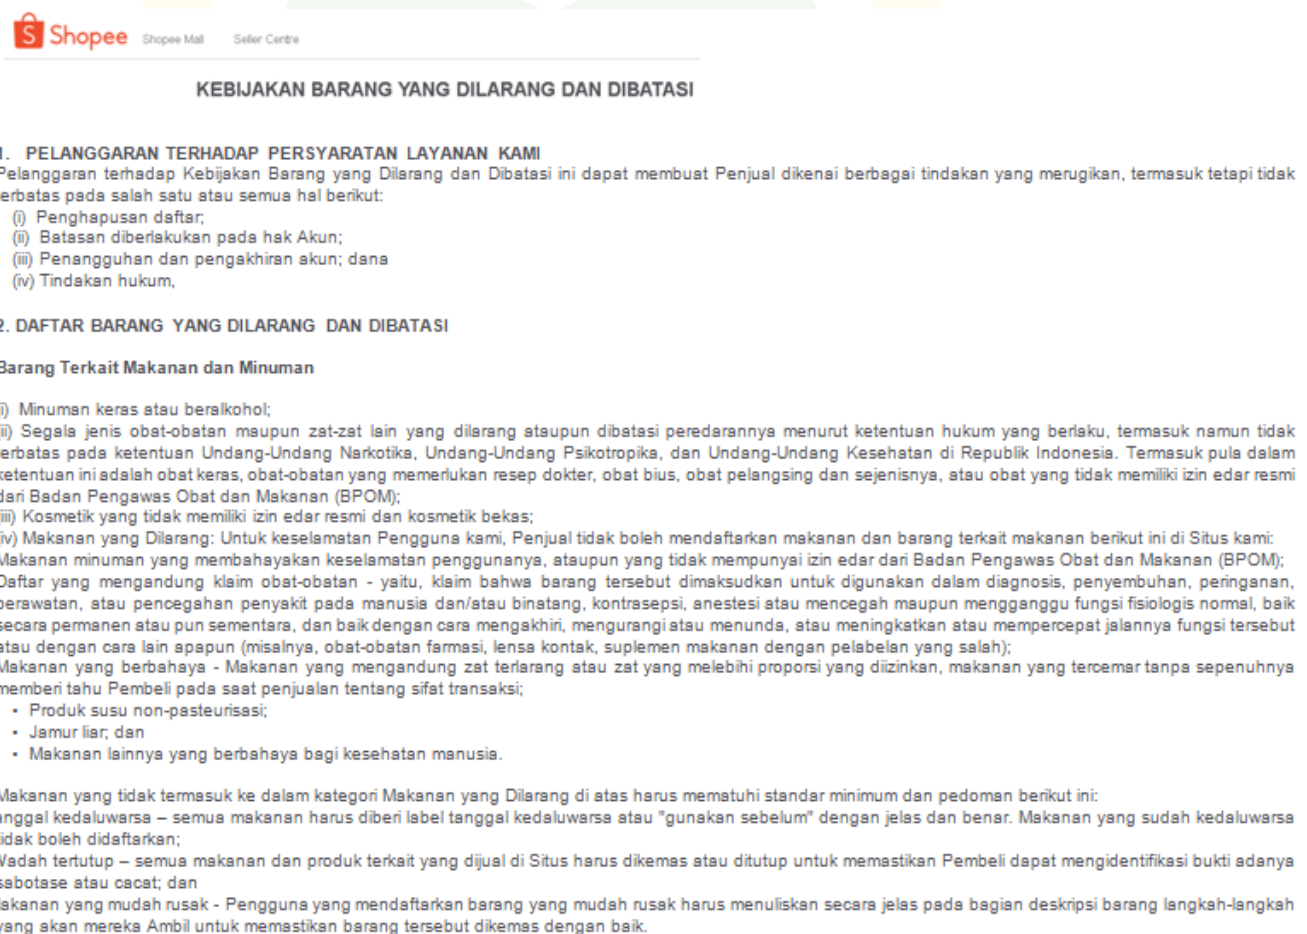 Shopee Shopee Mall Seller Centre
KEBIJAKAN BARANG YANG DILARANG DAN DIBATASI
1. PELANGGARAN TERHADAP PERSYARATAN LAYANAN KAMI
Pelanggaran terhadap Kebijakan Barang yang Dilarang dan Dibatasi ini dapat membuat Penjual dikenai berbagai tindakan yang merugikan, termasuk tetapi tidak
terbatas pada salah satu atau semua hal berikut:
(i) Penghapusan daftar;
(ii) Batasan diberlakukan pada hak Akun;
(iii) Penangguhan dan pengakhiran akun; dana
(iv) Tindakan hukum,
2. DAFTAR BARANG YANG DILARANG DAN DIBATASI
Barang Terkait Makanan dan Minuman
(i) Minuman keras atau beralkohol;
(ii) Segala jenis obat-obatan maupun zat-zat lain yang dilarang ataupun dibatasi peredarannya menurut ketentuan hukum yang berlaku, termasuk namun tidak
terbatas pada ketentuan Undang-Undang Narkotika, Undang-Undang Psikotropika, dan Undang-Undang Kesehatan di Republik Indonesia. Termasuk pula dalam
ketentuan ini adalah obat keras, obat-obatan yang memerlukan resep dokter, obat bius, obat pelangsing dan sejenisnya, atau obat yang tidak memiliki izin edar resmi
dari Badan Pengawas Obat dan Makanan (BPOM);
(iii) Kosmetik yang tidak memiliki izin edar resmi dan kosmetik bekas;
(iv) Makanan yang Dilarang: Untuk keselamatan Pengguna kami, Penjual tidak boleh mendaftarkan makanan dan barang terkait makanan berikut ini di Situs kami:
Makanan minuman yang membahayakan keselamatan penggunanya, ataupun yang tidak mempunyai izin edar dari Badan Pengawas Obat dan Makanan (BPOM);
Daftar yang mengandung klaim obat-obatan - yaitu, klaim bahwa barang tersebut dimaksudkan untuk digunakan dalam diagnosis, penyembuhan, peringanan,
perawatan, atau pencegahan penyakit pada manusia dan/atau binatang, kontrasepsi, anestesi atau mencegah maupun mengganggu fungsi fisiologis normal, baik
secara permanen atau pun sementara, dan baik dengan cara mengakhiri, mengurangi atau menunda, atau meningkatkan atau mempercepat jalannya fungsi tersebut
atau dengan cara lain apapun (misalnya, obat-obatan farmasi, lensa kontak, suplemen makanan dengan pelabelan yang salah);
Makanan yang berbahaya - Makanan yang mengandung zat terlarang atau zat yang melebihi proporsi yang diizinkan, makanan yang tercemar tanpa sepenuhnya
memberi tahu Pembeli pada saat penjualan tentang sifat transaksi;
• Produk susu non-pasteurisasi;
• Jamur liar; dan
• Makanan lainnya yang berbahaya bagi kesehatan manusia.
Makanan yang tidak termasuk ke dalam kategori Makanan yang Dilarang di atas harus mematuhi standar minimum dan pedoman berikut ini:
anggal kedaluwarsa – semua makanan harus diberi label tanggal kedaluwarsa atau "gunakan sebelum" dengan jelas dan benar. Makanan yang sudah kedaluwarsa
tidak boleh didaftarkan;
Wadah tertutup – semua makanan dan produk terkait yang dijual di Situs harus dikemas atau ditutup untuk memastikan Pembeli dapat mengidentifikasi bukti adanya
sabotase atau cacat; dan
akanan yang mudah rusak - Pengguna yang mendaftarkan barang yang mudah rusak harus menuliskan secara jelas pada bagian deskripsi barang langkah-langkah
yang akan mereka Ambil untuk memastikan barang tersebut dikemas dengan baik.